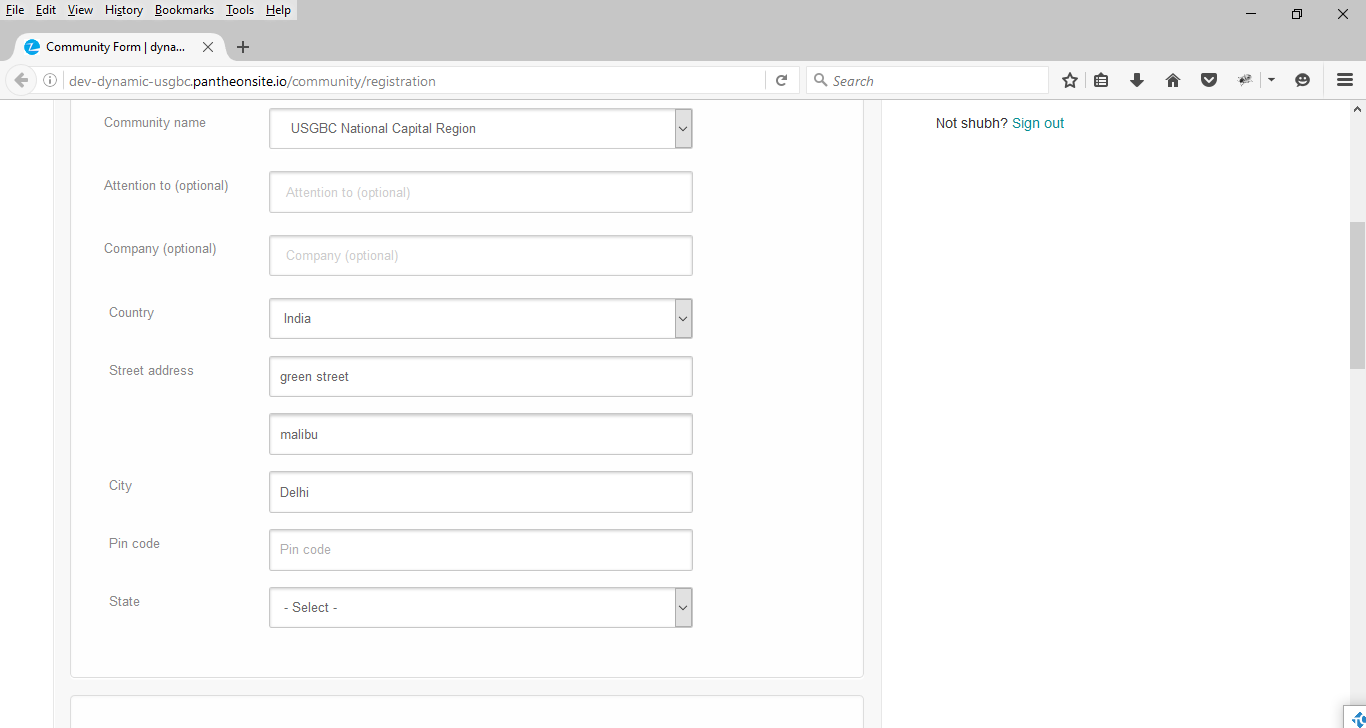 File Edit View History Bookmarks Tools Help
Community Form | dyna...
dev-dynamic-usgbc.pantheonsite.io/community/registration
Search
Community name
USGBC National Capital Region
Not shubh? Sign out
Attention to (optional)
Attention to (optional)
Company (optional)
Company (optional)
Country
India
Street address
green street
malibu
City
Delhi
Pin code
Pin code
State
- Select -